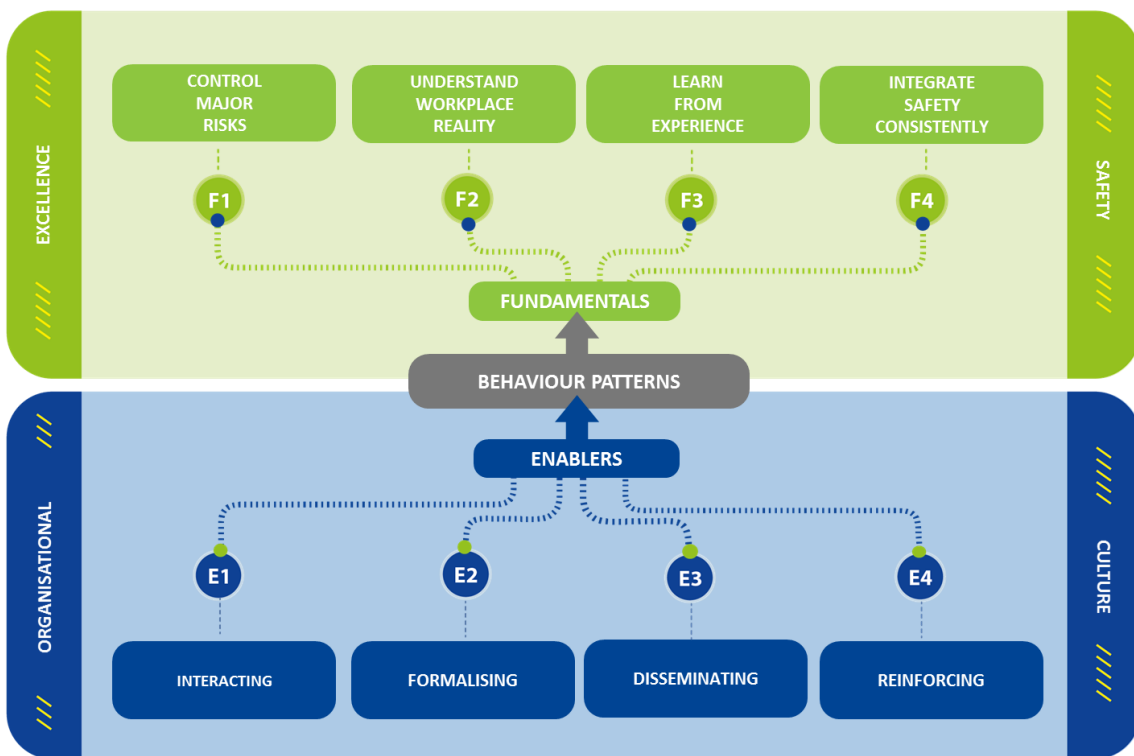 EXCELLENCE
SAFETY
CONTROL
MAJOR
RISKS
UNDERSTAND
WORKPLACE
REALITY
LEARN
FROM
EXPERIENCE
INTEGRATE
SAFETY
CONSISTENTLY
F1
F2
F3
F4
FUNDAMENTALS
BEHAVIOUR PATTERNS
ENABLERS
ORGANISATIONAL
CULTURE
E1
E2
E3
E4
INTERACTING
FORMALISING
DISSEMINATING
REINFORCING